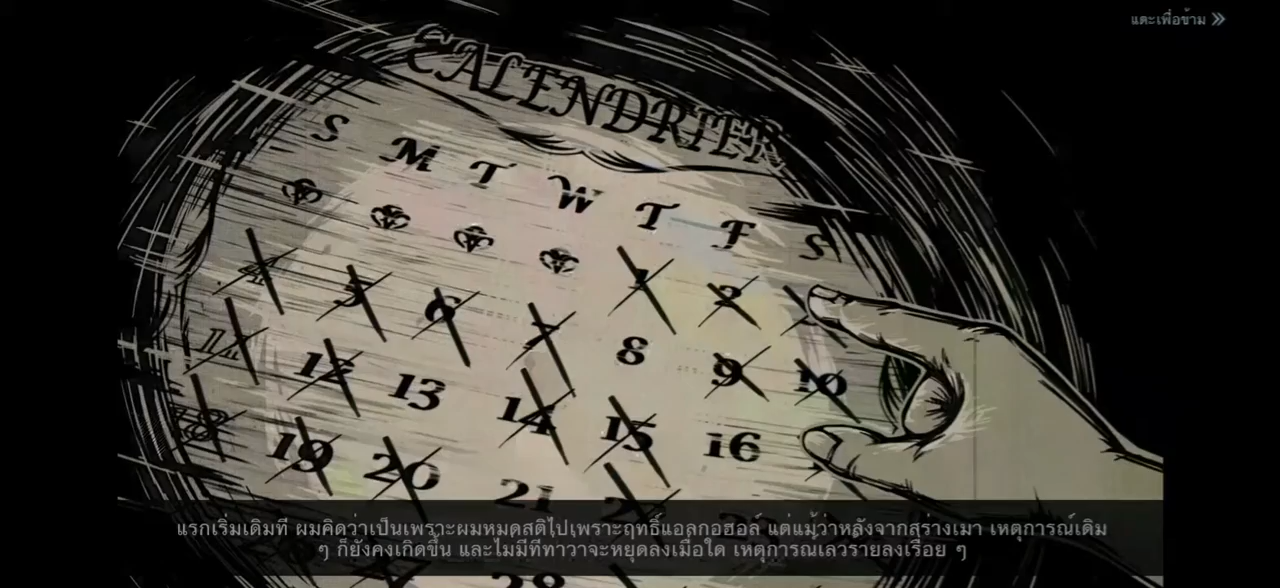 แตะเพื่อข้าม
CALENDRIER
S M T W T F S
1 2
4 5 6 7 8 9 10
11 12 13 14 15 16
18 19 20 21
28
แรกเริ่มเดิมที ผมคิดว่าเป็นเพราะผมหมดสติไปเพราะฤทธิ์แอลกอฮอล์ แต่แม้ว่าหลังจากสร่างเมา เหตุการณ์เดิม
ๆ ก็ยังคงเกิดขึ้น และไม่มีทีท่าว่าจะหยุดลงเมื่อใด เหตุการณ์เลวร้ายลงเรื่อย ๆ